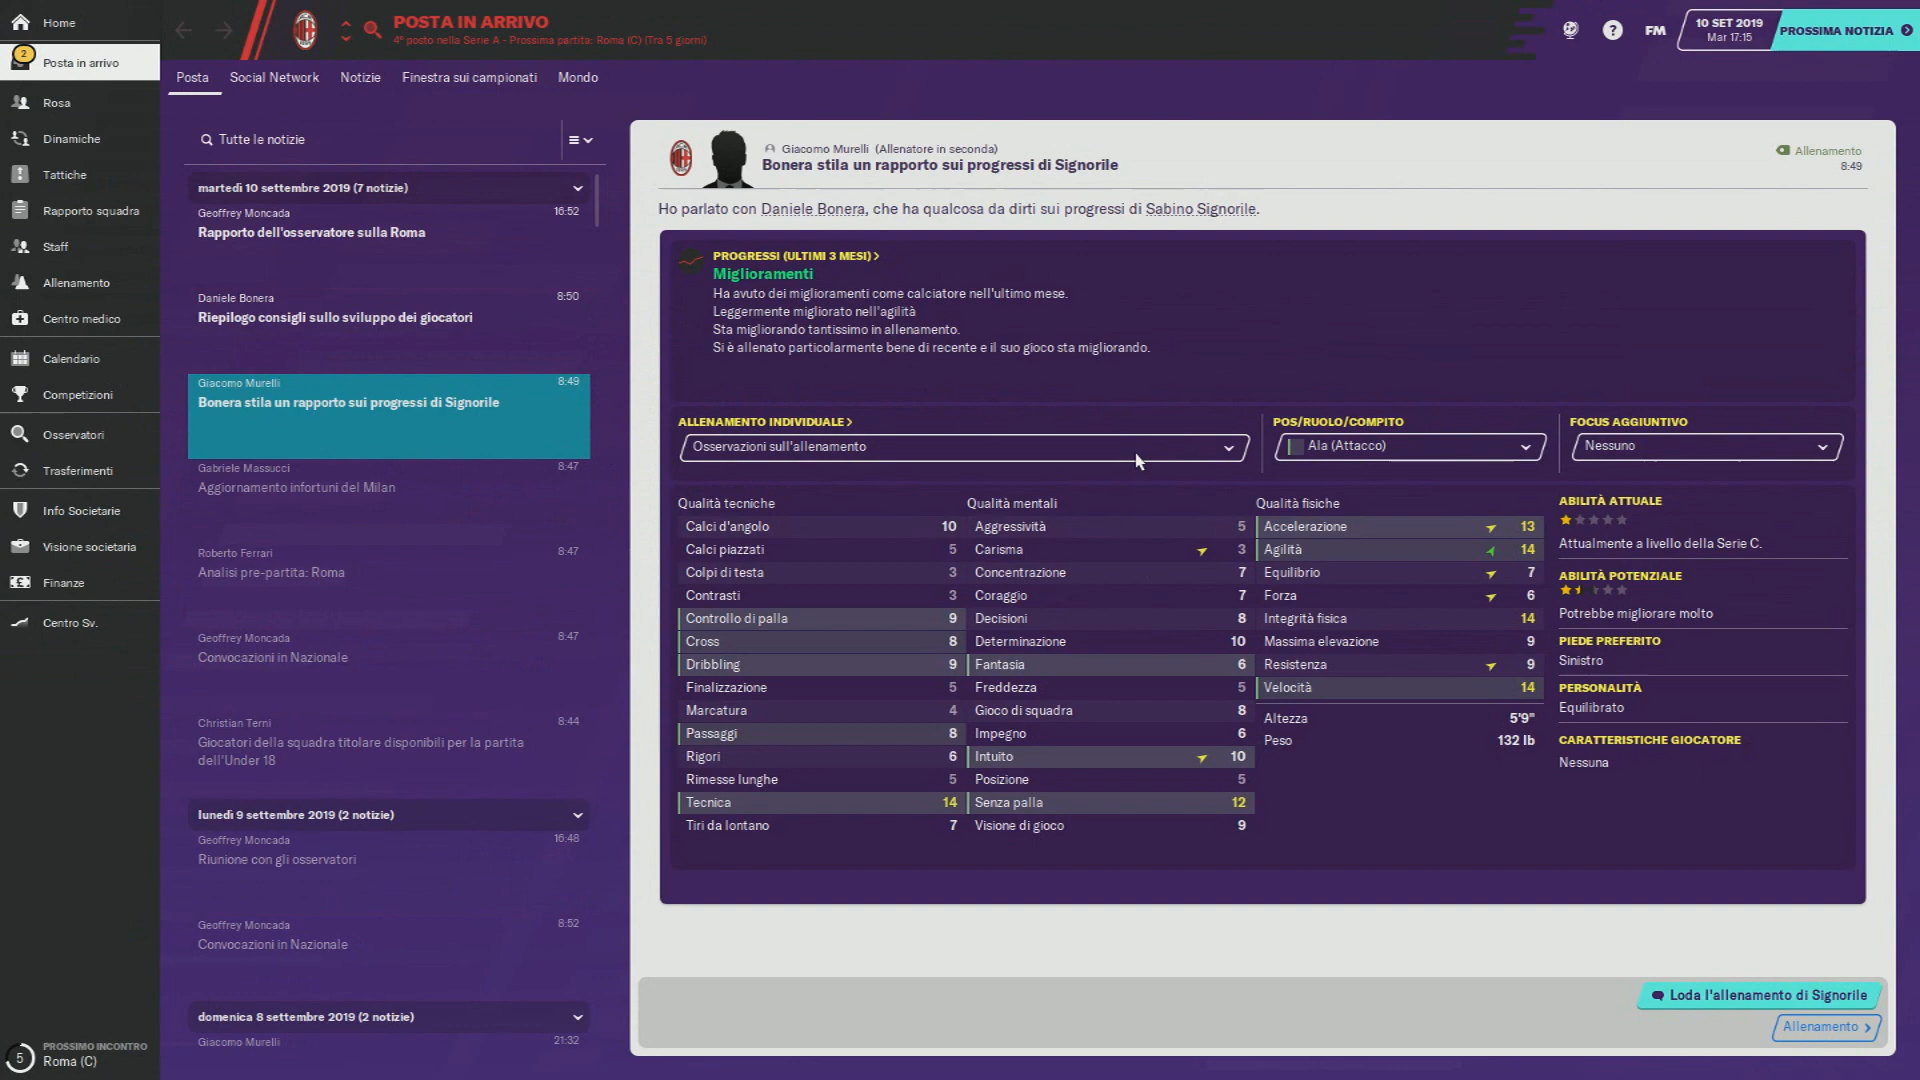 Home
2
Posta in arrivo
Rosa
Dinamiche
Tattiche
Rapporto squadra
Staff
Allenamento
Centro medico
Calendario
Competizioni
Osservatori
Trasferimenti
Info Societarie
Visione societaria
Finanze
Centro Sv.
5
PROSSIMO INCONTRO
Roma (C)
POSTA IN ARRIVO
4° posto nella Serie A - Prossima partita: Roma (C) (Tra 5 giorni)
?
FM
10 SET 2019
Mar 17:15
PROSSIMA NOTIZIA
Posta Social Network Notizie Finestra sui campionati Mondo
Tutte le notizie
martedì 10 settembre 2019 (7 notizie)
Geoffrey Moncada 16:52
Rapporto dell'osservatore sulla Roma
Daniele Bonera 8:50
Riepilogo consigli sullo sviluppo dei giocatori
Giacomo Murelli 8:49
Bonera stila un rapporto sui progressi di Signorile
Gabriele Massucci 8:47
Aggiornamento infortuni del Milan
Roberto Ferrari 8:47
Analisi pre-partita: Roma
Geoffrey Moncada 8:47
Convocazioni in Nazionale
Christian Terni 8:44
Giocatori della squadra titolare disponibili per la partita
dell'Under 18
lunedì 9 settembre 2019 (2 notizie)
Geoffrey Moncada 16:48
Riunione con gli osservatori
Geoffrey Moncada 8:52
Convocazioni in Nazionale
domenica 8 settembre 2019 (2 notizie)
Giacomo Murelli 21:32
Giacomo Murelli (Allenatore in seconda)
Bonera stila un rapporto sui progressi di Signorile
Allenamento
8:49
Ho parlato con Daniele Bonera, che ha qualcosa da dirti sui progressi di Sabino Signorile.
PROGRESSI (ULTIMI 3 MESI) >
Miglioramenti
Ha avuto dei miglioramenti come calciatore nell'ultimo mese.
Leggermente migliorato nell'agilità
Sta migliorando tantissimo in allenamento.
Si è allenato particolarmente bene di recente e il suo gioco sta migliorando.
ALLENAMENTO INDIVIDUALE >
Osservazioni sull'allenamento
POS/RUOLO/COMPITO
Ala (Attacco)
FOCUS AGGIUNTIVO
Nessuno
Qualità tecniche
Calci d'angolo 10
Calci piazzati 5
Colpi di testa 3
Contrasti 3
Controllo di palla 9
Cross 8
Dribbling 9
Finalizzazione 5
Marcatura 4
Passaggi 8
Rigori 6
Rimesse lunghe 5
Tecnica 14
Tiri da lontano 7
Qualità mentali
Aggressività 5
Carisma 3
Concentrazione 7
Coraggio 7
Decisioni 8
Determinazione 10
Fantasia 6
Freddezza 5
Gioco di squadra 8
Impegno 6
Intuito 10
Posizione 5
Senza palla 12
Visione di gioco 9
Qualità fisiche
Accelerazione 13
Agilità 14
Equilibrio 7
Forza 6
Integrità fisica 14
Massima elevazione 9
Resistenza 9
Velocità 14
Altezza 5'9"
Peso 132 lb
ABILITÀ ATTUALE
Attualmente a livello della Serie C.
ABILITÀ POTENZIALE
Potrebbe migliorare molto
PIEDE PREFERITO
Sinistro
PERSONALITÀ
Equilibrato
CARATTERISTICHE GIOCATORE
Nessuna
Loda l'allenamento di Signorile
Allenamento >